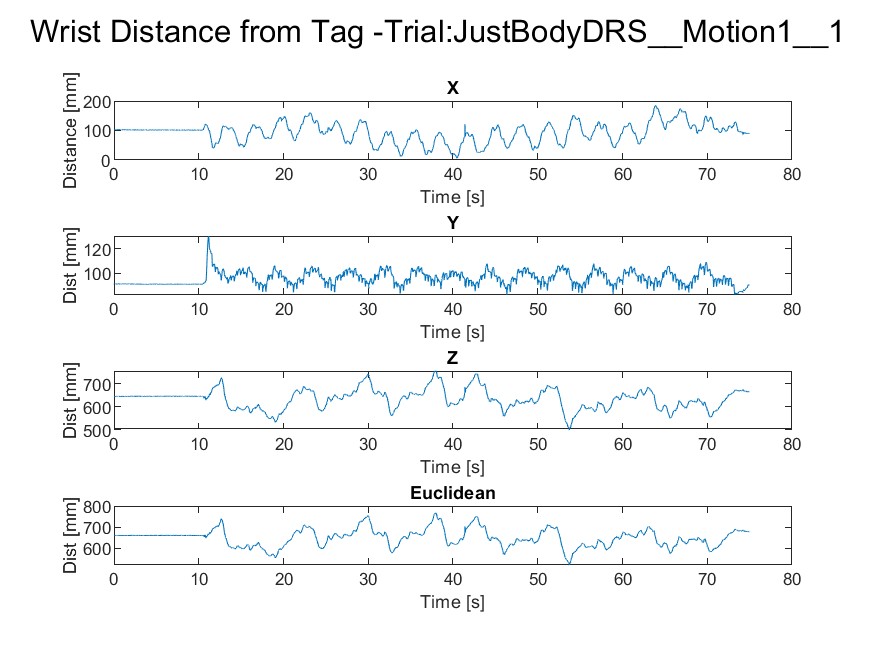 Wrist Distance from Tag -Trial:JustBodyDRS__Motion1__1
X
Distance [mm]
200
100
0
0 10 20 30 40 50 60 70 80
Time [s]
Y
Dist [mm]
120
100
0 10 20 30 40 50 60 70 80
Time [s]
Z
Dist [mm]
700
600
500
0 10 20 30 40 50 60 70 80
Time [s]
Euclidean
Dist [mm]
800
700
600
0 10 20 30 40 50 60 70 80
Time [s]